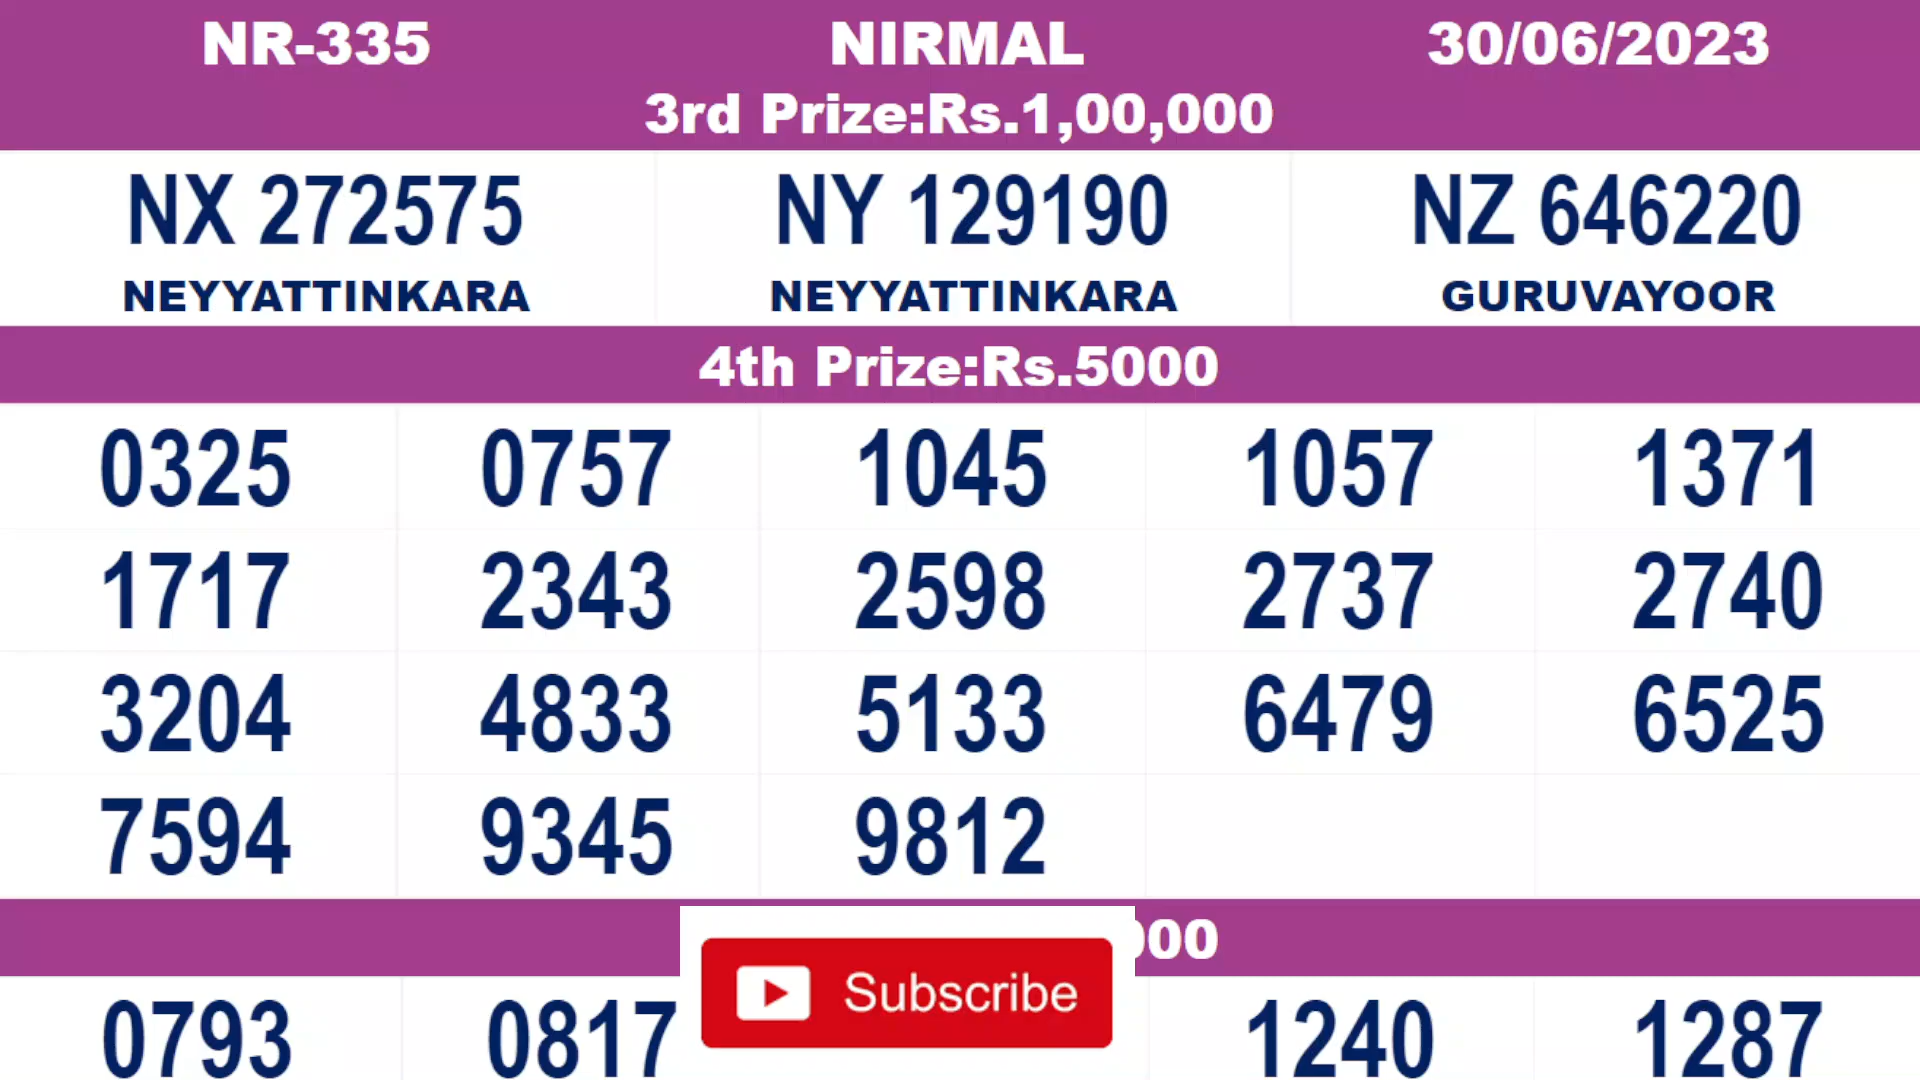 NR-335 NIRMAL 30/06/2023
3rd Prize:Rs.1,00,000
NX 272575 NY 129190 NZ 646220
NEYYATTINKARA NEYYATTINKARA GURUVAYOOR
4th Prize:Rs.5000
0325 0757 1045 1057 1371
1717 2343 2598 2737 2740
3204 4833 5133 6479 6525
7594 9345 9812
Subscribe
0793 0817 1240 1287